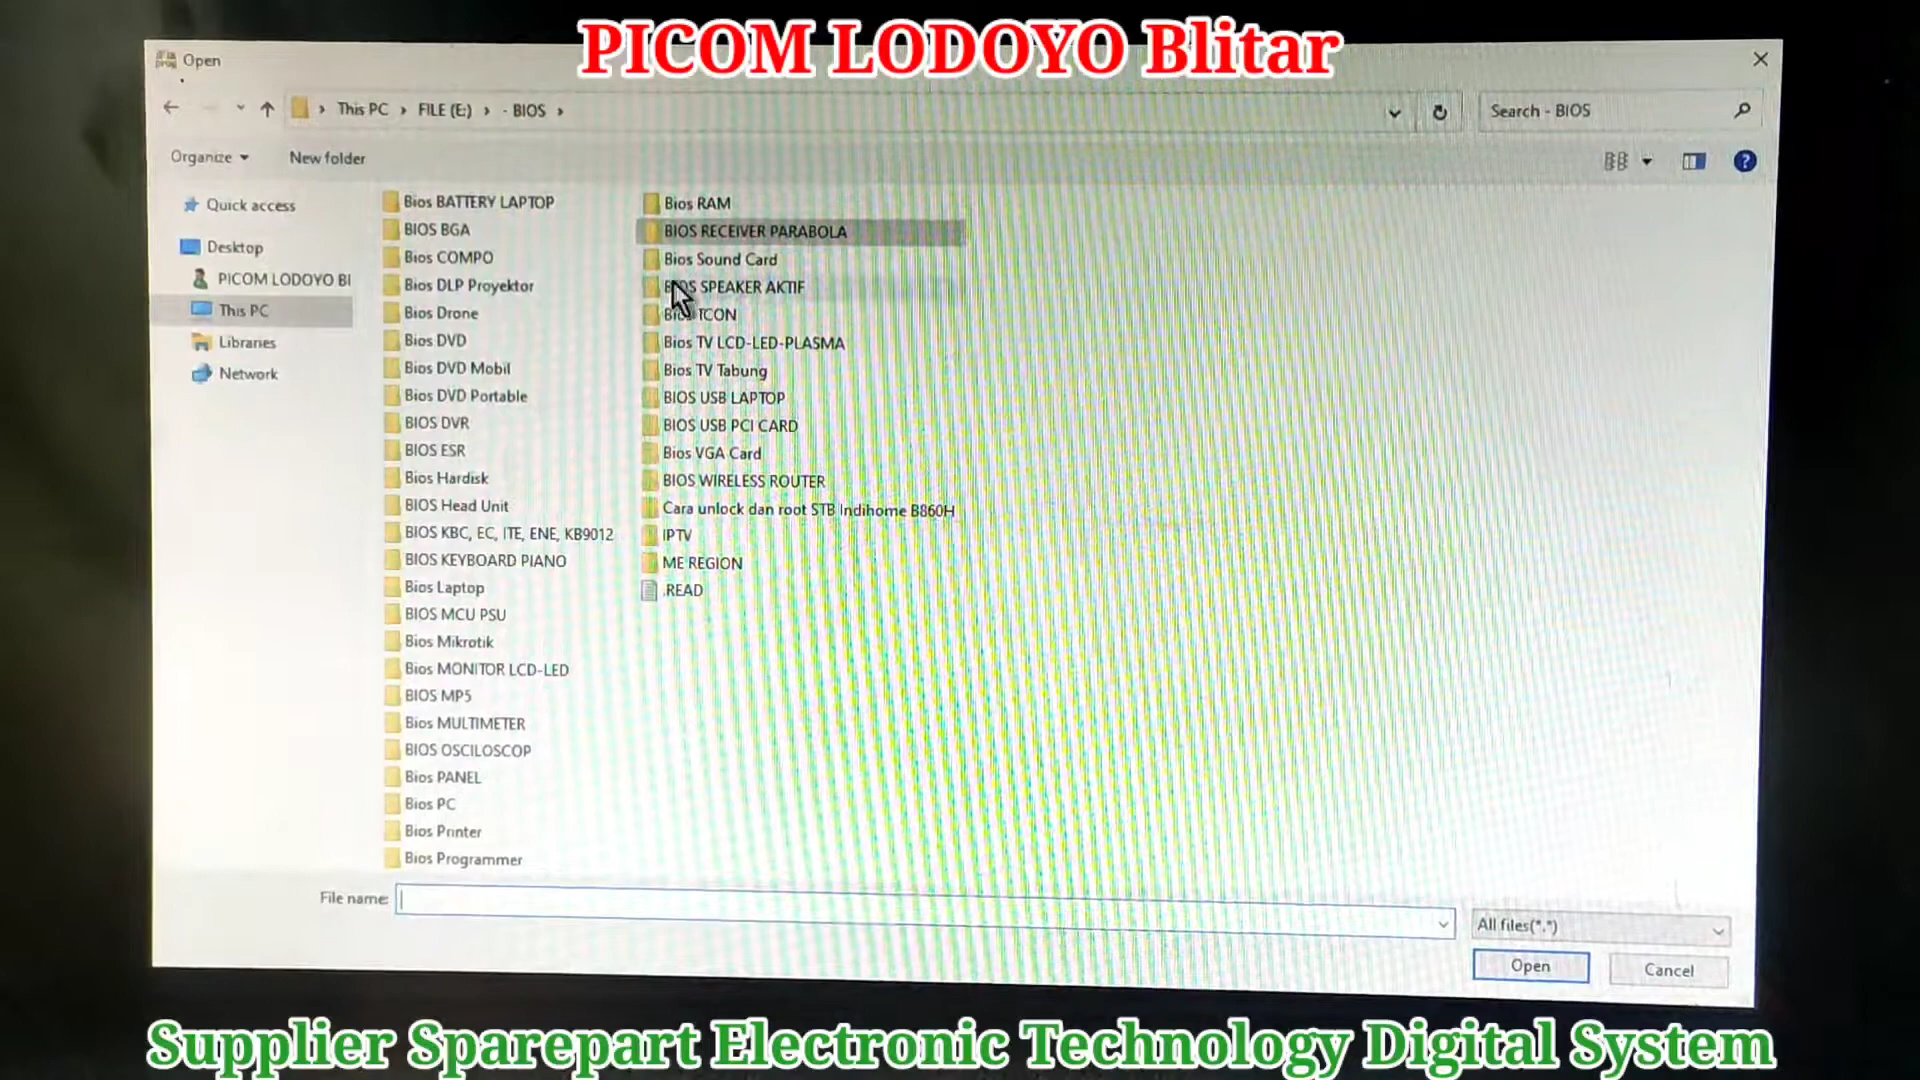 PICOM LODOYO Blitar
Open
This PC > FILE (E:) > - BIOS >
Search - BIOS
Organize
New folder
Quick access
Desktop
PICOM LODOYO BI
This PC
Libraries
Network
Bios BATTERY LAPTOP
BIOS BGA
Bios COMPO
Bios DLP Proyektor
Bios Drone
Bios DVD
Bios DVD Mobil
Bios DVD Portable
BIOS DVR
BIOS ESR
Bios Hardisk
BIOS Head Unit
BIOS KBC, EC, ITE, ENE, KB9012
BIOS KEYBOARD PIANO
Bios Laptop
BIOS MCU PSU
Bios Mikrotik
Bios MONITOR LCD-LED
BIOS MP5
Bios MULTIMETER
BIOS OSCILOSCOP
Bios PANEL
Bios PC
Bios Printer
Bios Programmer
Bios RAM
BIOS RECEIVER PARABOLA
Bios Sound Card
BIOS SPEAKER AKTIF
Bios TCON
Bios TV LCD-LED-PLASMA
Bios TV Tabung
BIOS USB LAPTOP
BIOS USB PCI CARD
Bios VGA Card
BIOS WIRELESS ROUTER
Cara unlock dan root STB Indihome B860H
IPTV
ME REGION
.READ
File name:
All files(*.*)
Open
Cancel
Supplier Sparepart Electronic Technology Digital System